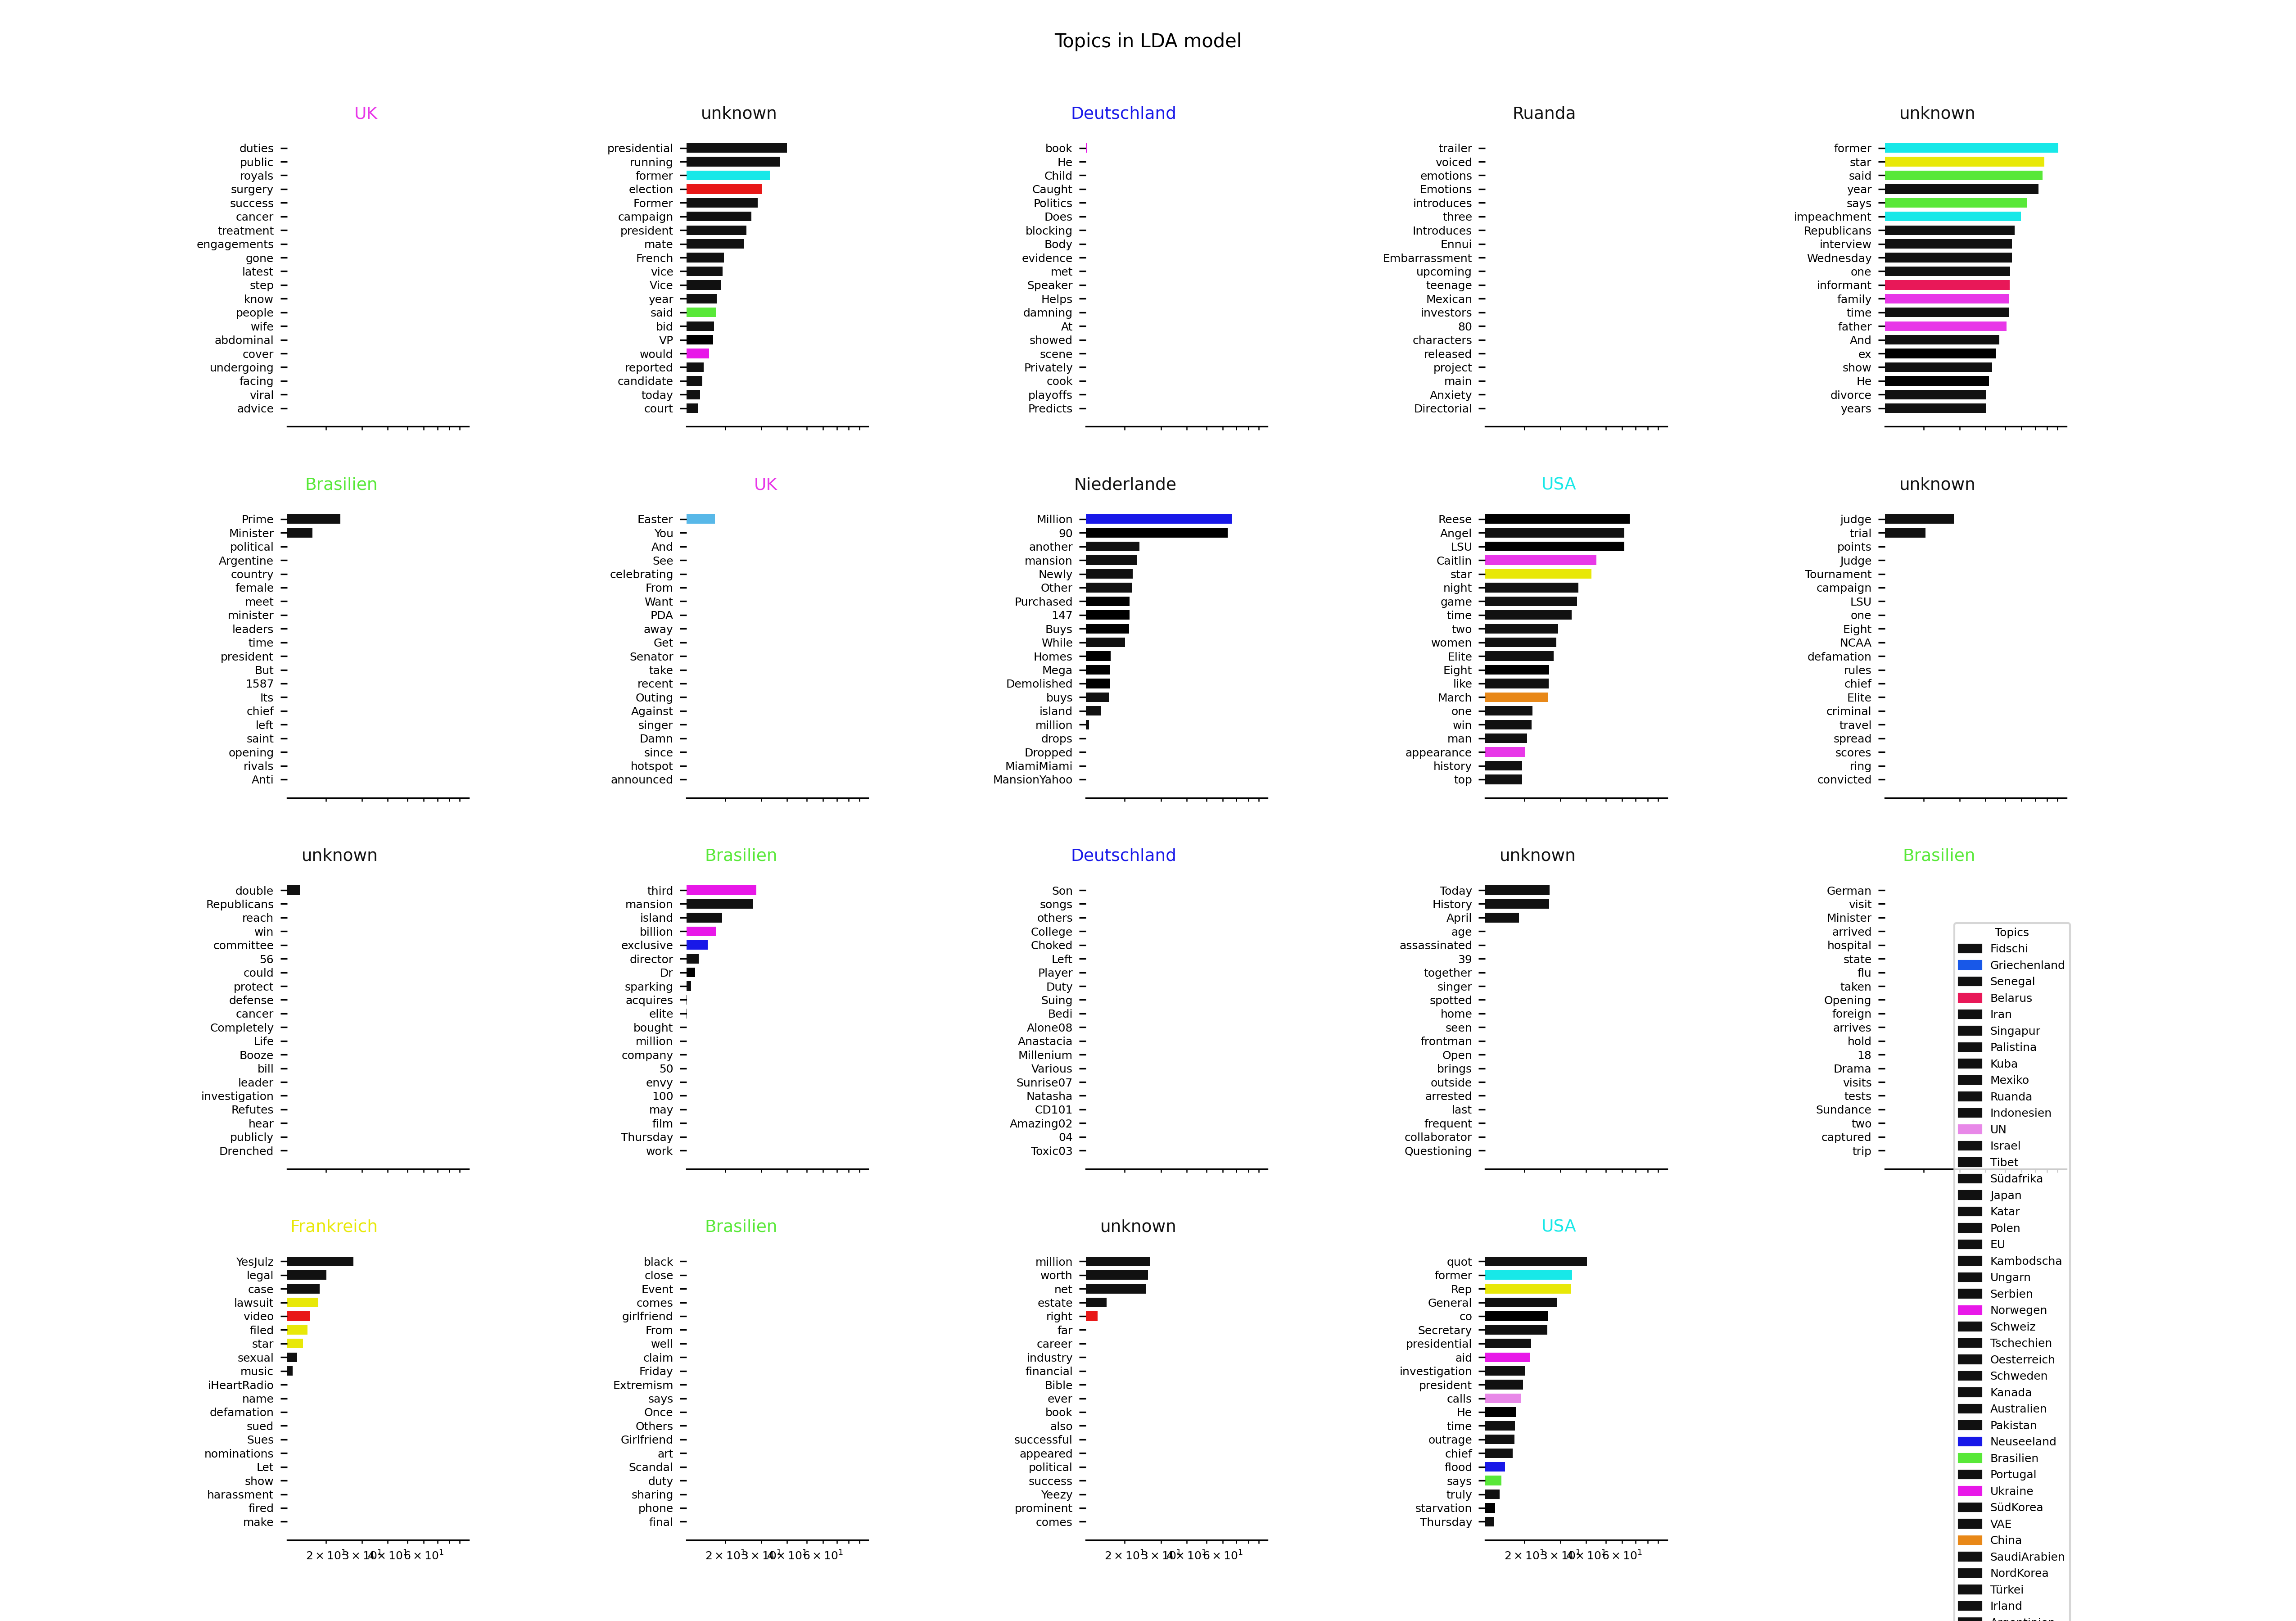 Topics in LDA model
UK
duties
public
royals
surgery
success
cancer
treatment
engagements
gone
latest
step
know
people
wife
abdominal
cover
undergoing
facing
viral
advice
unknown
presidential
running
former
election
Former
campaign
president
mate
French
vice
Vice
year
said
bid
VP
would
reported
candidate
today
court
Deutschland
book
He
Child
Caught
Politics
Does
blocking
Body
evidence
met
Speaker
Helps
damning
At
showed
scene
Privately
cook
playoffs
Predicts
Ruanda
trailer
voiced
emotions
Emotions
introduces
three
Introduces
Ennui
Embarrassment
upcoming
teenage
Mexican
investors
80
characters
released
project
main
Anxiety
Directorial
unknown
former
star
said
year
says
impeachment
Republicans
interview
Wednesday
one
informant
family
time
father
And
ex
show
He
divorce
years
Brasilien
Prime
Minister
political
Argentine
country
female
meet
minister
leaders
time
president
But
1587
Its
chief
left
saint
opening
rivals
Anti
UK
Easter
You
And
See
celebrating
From
Want
PDA
away
Get
Senator
take
recent
Outing
Against
singer
Damn
since
hotspot
announced
Niederlande
Million
90
another
mansion
Newly
Other
Purchased
147
Buys
While
Homes
Mega
Demolished
buys
island
million
drops
Dropped
MiamiMiami
MansionYahoo
USA
Reese
Angel
LSU
Caitlin
star
night
game
time
two
women
Elite
Eight
like
March
one
win
man
appearance
history
top
unknown
judge
trial
points
Judge
Tournament
campaign
LSU
one
Eight
NCAA
defamation
rules
chief
Elite
criminal
travel
spread
scores
ring
convicted
unknown
double
Republicans
reach
win
committee
56
could
protect
defense
cancer
Completely
Life
Booze
bill
leader
investigation
Refutes
hear
publicly
Drenched
Brasilien
third
mansion
island
billion
exclusive
director
Dr
sparking
acquires
elite
bought
million
company
50
envy
100
may
film
Thursday
work
Deutschland
Son
songs
others
College
Choked
Left
Player
Duty
Suing
Bedi
Alone08
Anastacia
Millenium
Various
Sunrise07
Natasha
CD101
Amazing02
04
Toxic03
unknown
Today
History
April
age
assassinated
39
together
singer
spotted
home
seen
frontman
Open
brings
outside
arrested
last
frequent
collaborator
Questioning
Brasilien
German
visit
Minister
arrived
hospital
state
flu
taken
Opening
foreign
arrives
hold
18
Drama
visits
tests
Sundance
two
captured
trip
Frankreich
YesJulz
legal
case
lawsuit
video
filed
star
sexual
music
iHeartRadio
name
defamation
sued
Sues
nominations
Let
show
harassment
fired
make
Brasilien
black
close
Event
comes
girlfriend
From
well
claim
Friday
Extremism
says
Once
Others
Girlfriend
art
Scandal
duty
sharing
phone
final
unknown
million
worth
net
estate
right
far
career
industry
financial
Bible
ever
book
also
successful
appeared
political
success
Yeezy
prominent
comes
USA
quot
former
Rep
General
co
Secretary
presidential
aid
investigation
president
calls
He
time
outrage
chief
flood
says
truly
starvation
Thursday
Topics
Fidschi
Griechenland
Senegal
Belarus
Iran
Singapur
Palistina
Kuba
Mexiko
Ruanda
Indonesien
UN
Israel
Tibet
Südafrika
Japan
Katar
Polen
EU
Kambodscha
Ungarn
Serbien
Norwegen
Schweiz
Tschechien
Oesterreich
Schweden
Kanada
Australien
Pakistan
Neuseeland
Brasilien
Portugal
Ukraine
SüdKorea
VAE
China
SaudiArabien
NordKorea
Türkei
Irland